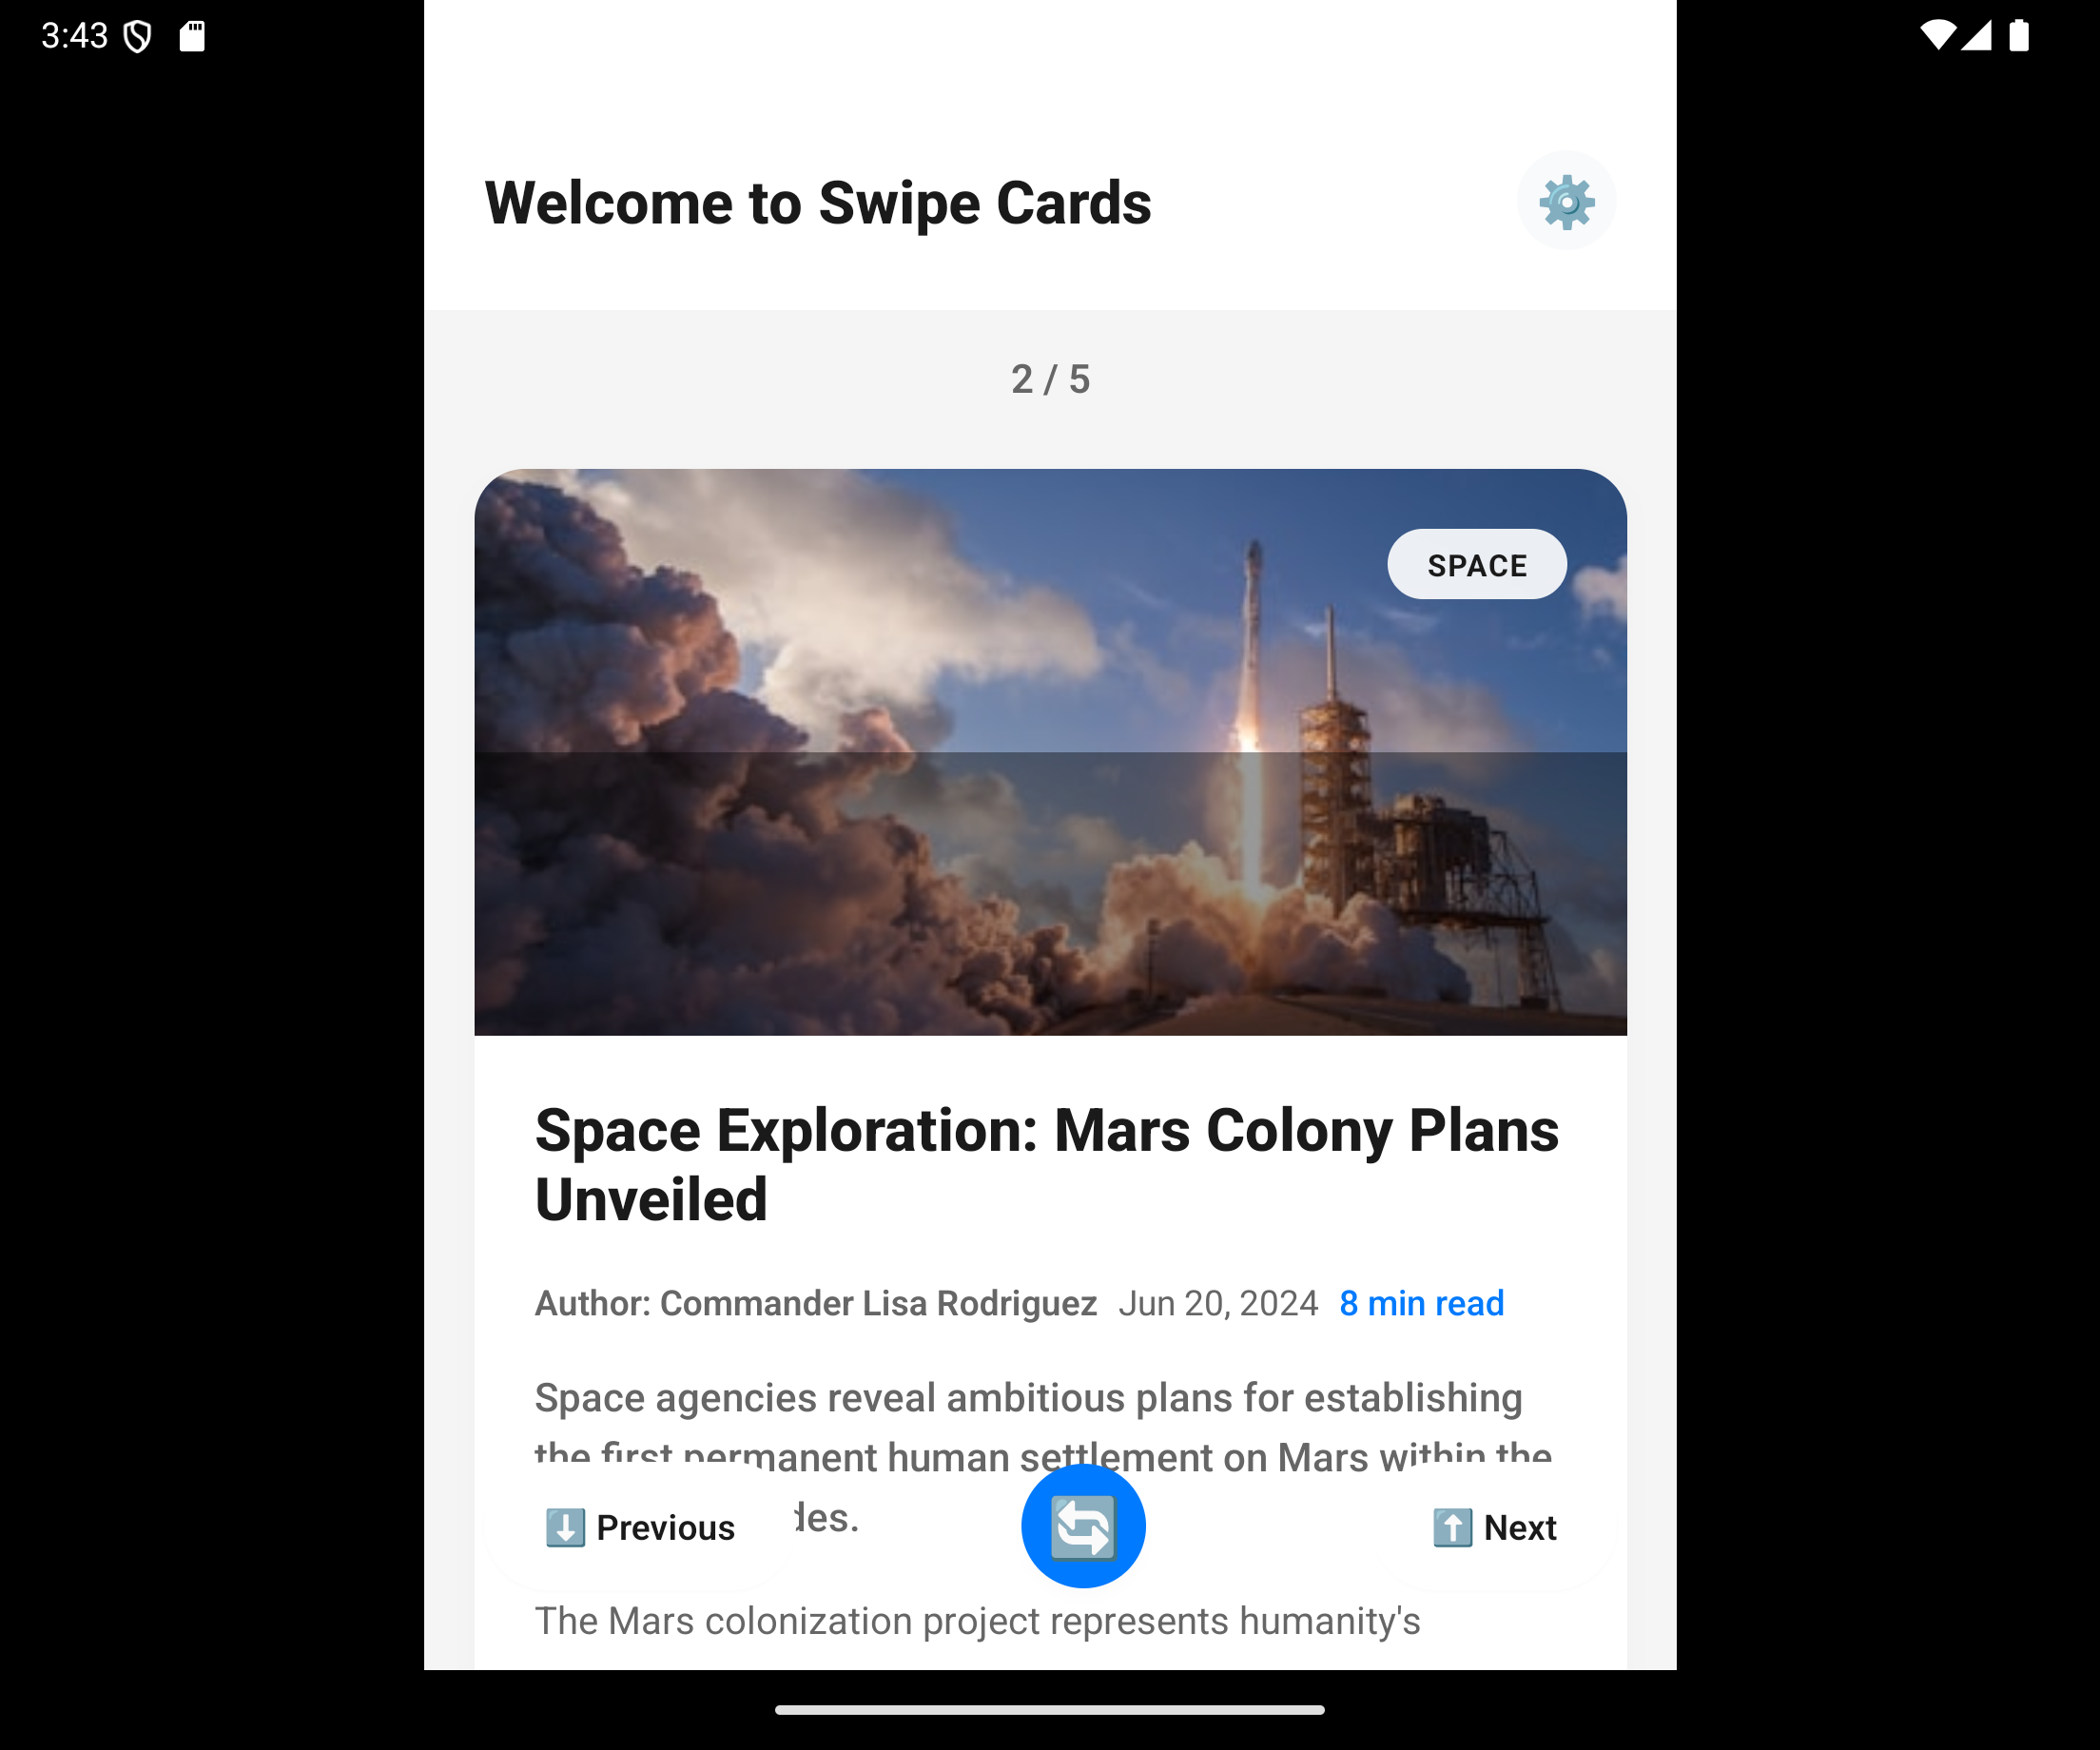 3:43
Welcome to Swipe Cards
2 / 5
SPACE
Space Exploration: Mars Colony Plans
Unveiled
Author: Commander Lisa Rodriguez Jun 20, 2024 8 min read
Space agencies reveal ambitious plans for establishing
the first permanent human settlement on Mars within the
Previous
Next
The Mars colonization project represents humanity's